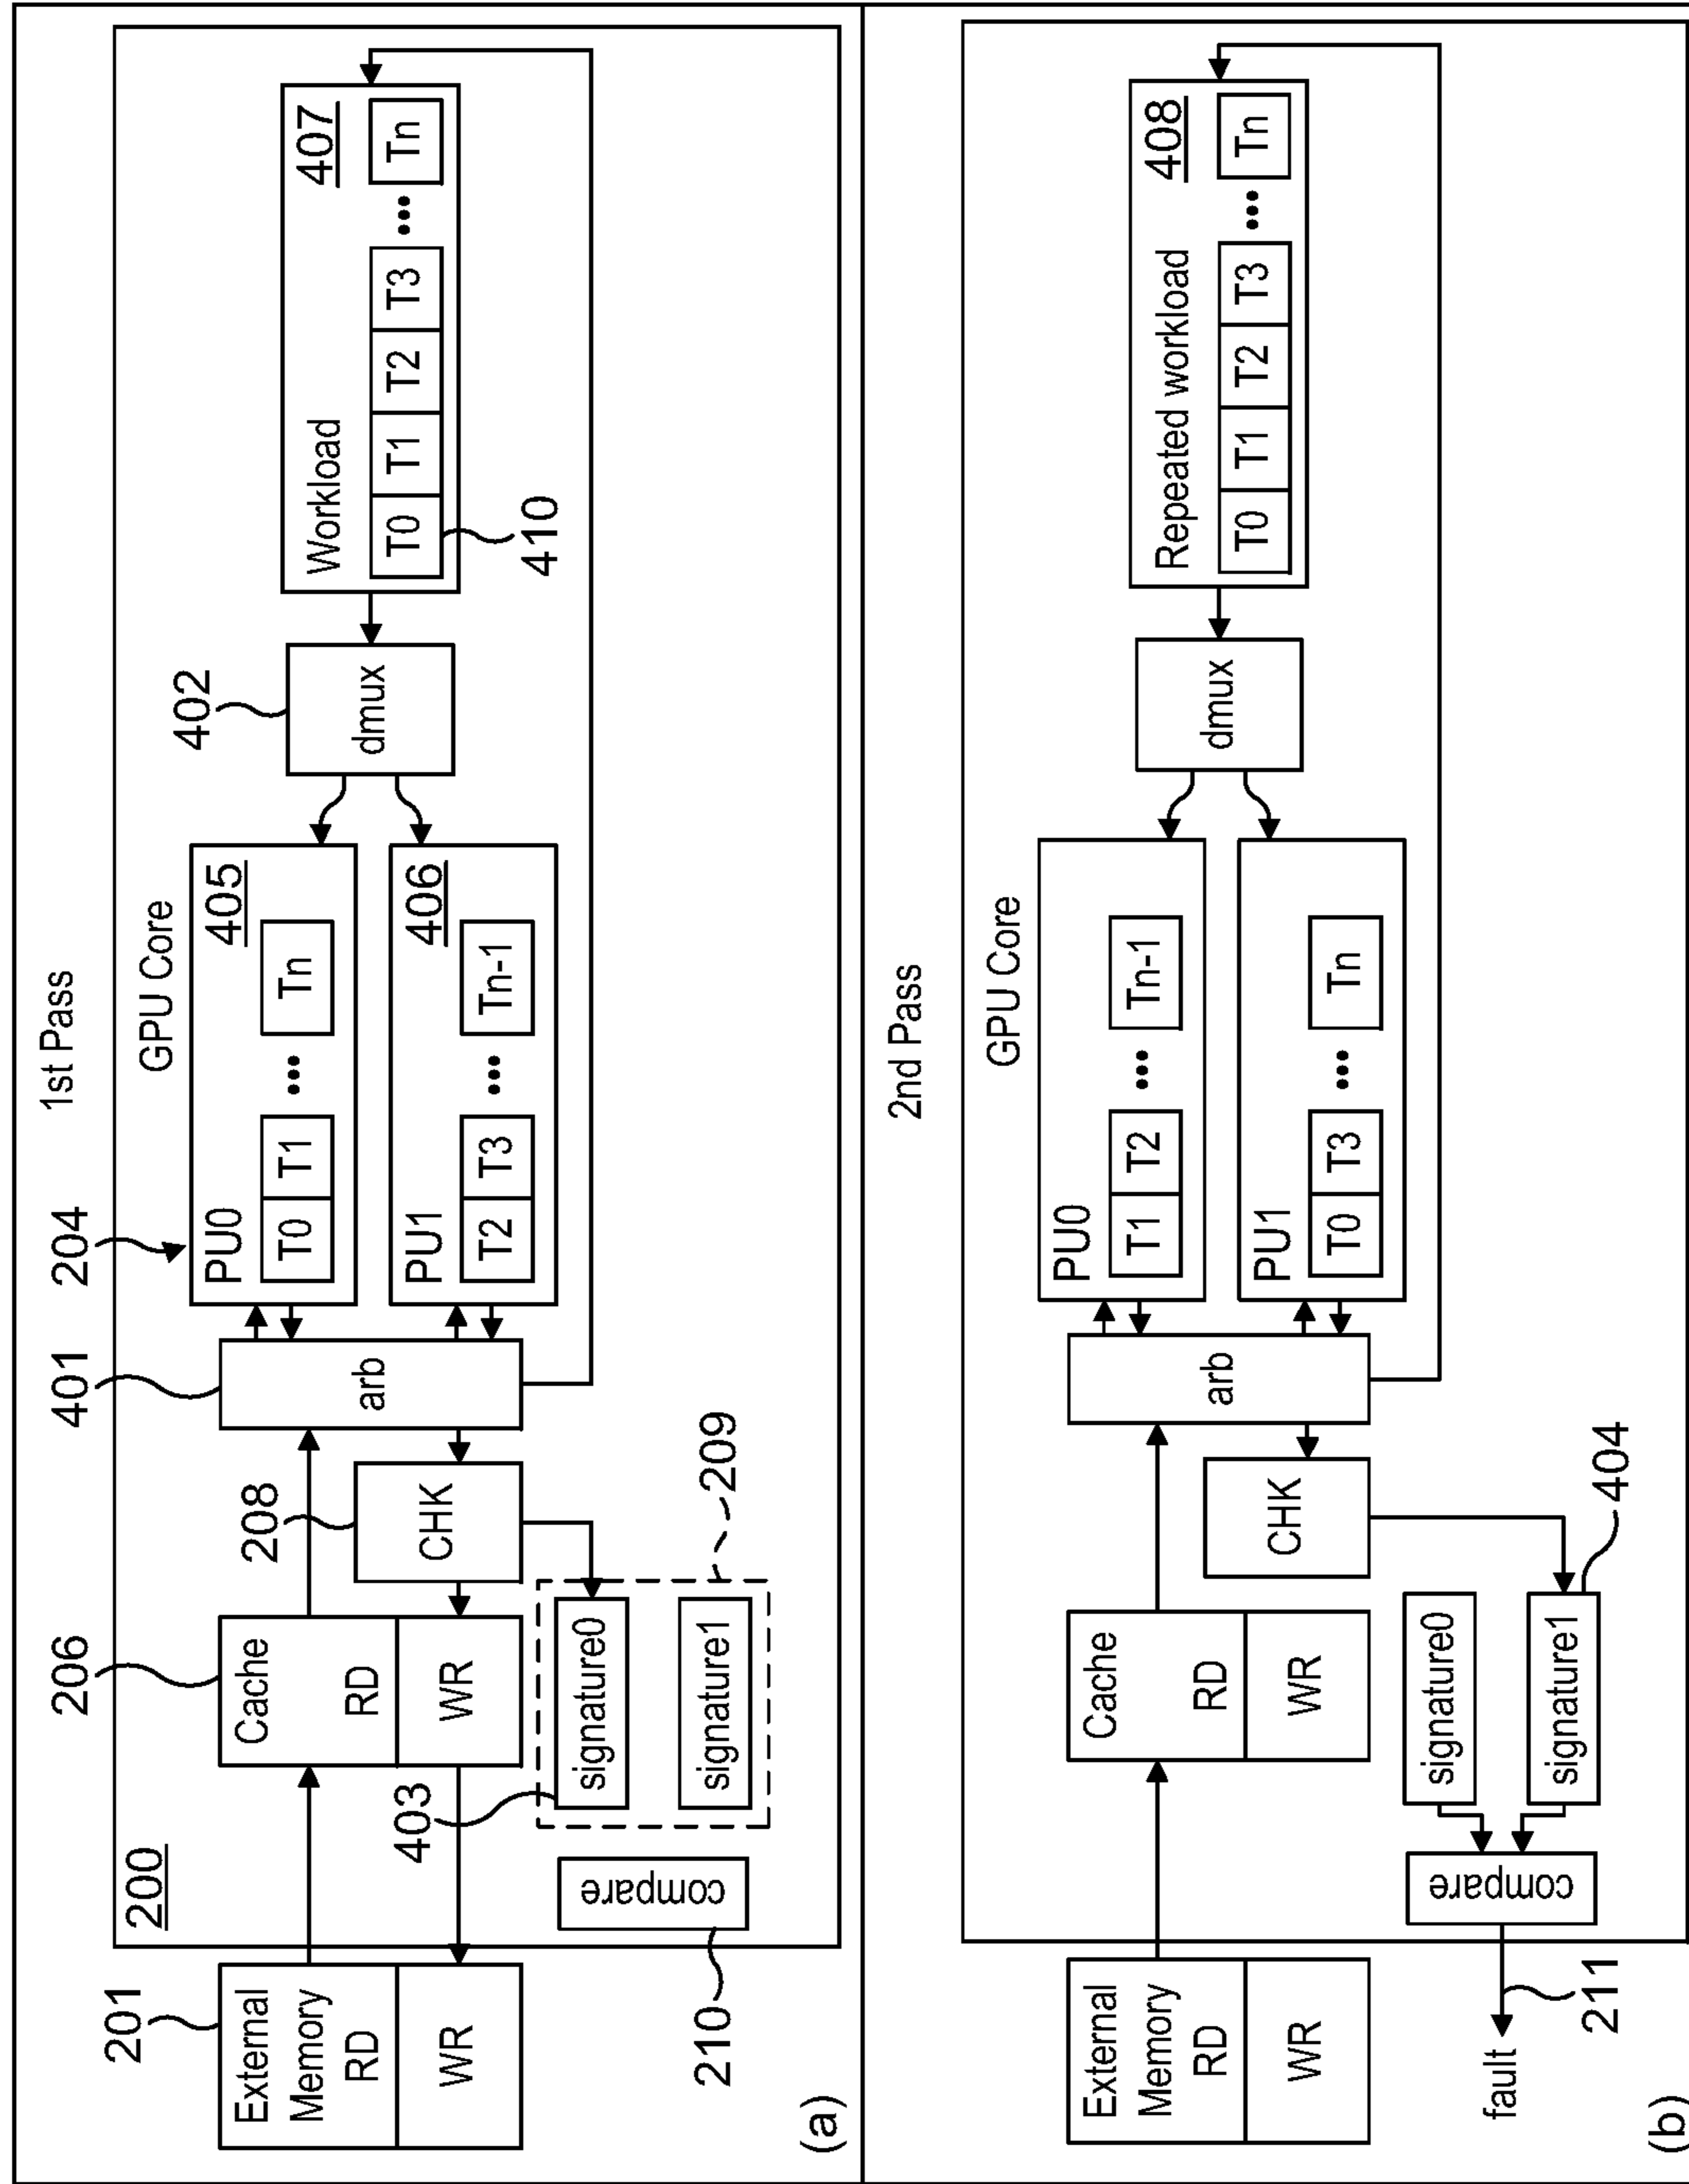 1st Pass
204
401
402
206
208
201
GPU Core
200
External
Memory
RD
WR
Cache
RD
WR
CHK
arb
PU0
405
T0 T1 ... Tn
PU1
406
T2 T3 ... Tn-1
dmux
Workload
407
T0 T1 T2 T3 ... Tn
410
403
signature0
signature1
209
compare
210
(a)
2nd Pass
GPU Core
External
Memory
RD
WR
Cache
RD
WR
CHK
arb
PU0
T1 T2 ... Tn-1
PU1
T0 T3 ... Tn
dmux
Repeated workload
408
T0 T1 T2 T3 ... Tn
signature0
signature1
404
compare
fault
211
(b)